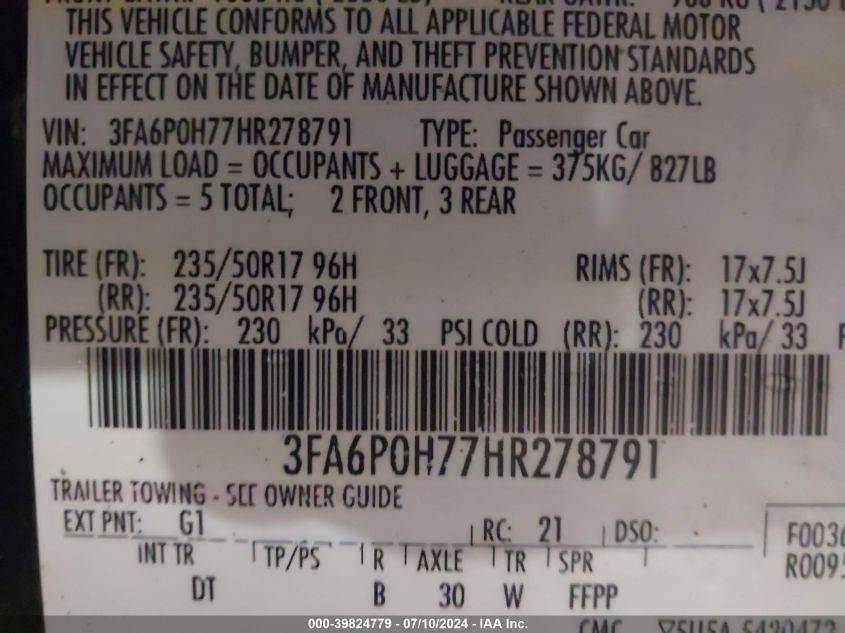 THIS VEHICLE CONFORMS TO ALL APPLICABLE FEDERAL MOTOR
VEHICLE SAFETY, BUMPER, AND THEFT PREVENTION STANDARDS
IN EFFECT ON THE DATE OF MANUFACTURE SHOWN ABOVE.
VIN: 3FA6P0H77HR278791 TYPE: Passenger Car
MAXIMUM LOAD = OCCUPANTS + LUGGAGE = 375KG/ 827LB
OCCUPANTS = 5 TOTAL; 2 FRONT, 3 REAR
TIRE (FR): 235/50R17 96H RIMS (FR): 17x7.5J
(RR): 235/50R17 96H (RR): 17x7.5J
PRESSURE (FR): 230 kPa/ 33 PSI COLD (RR): 230 kPa/ 33
3FA6P0H77HR278791
TRAILER TOWING - SEE OWNER GUIDE
EXT PNT: G1 RC: 21 DSO: F0036
INT TR TP/PS R AXLE TR SPR R0095
DT B 30 W FFPP
000-39824779 - 07/10/2024 - IAA Inc.